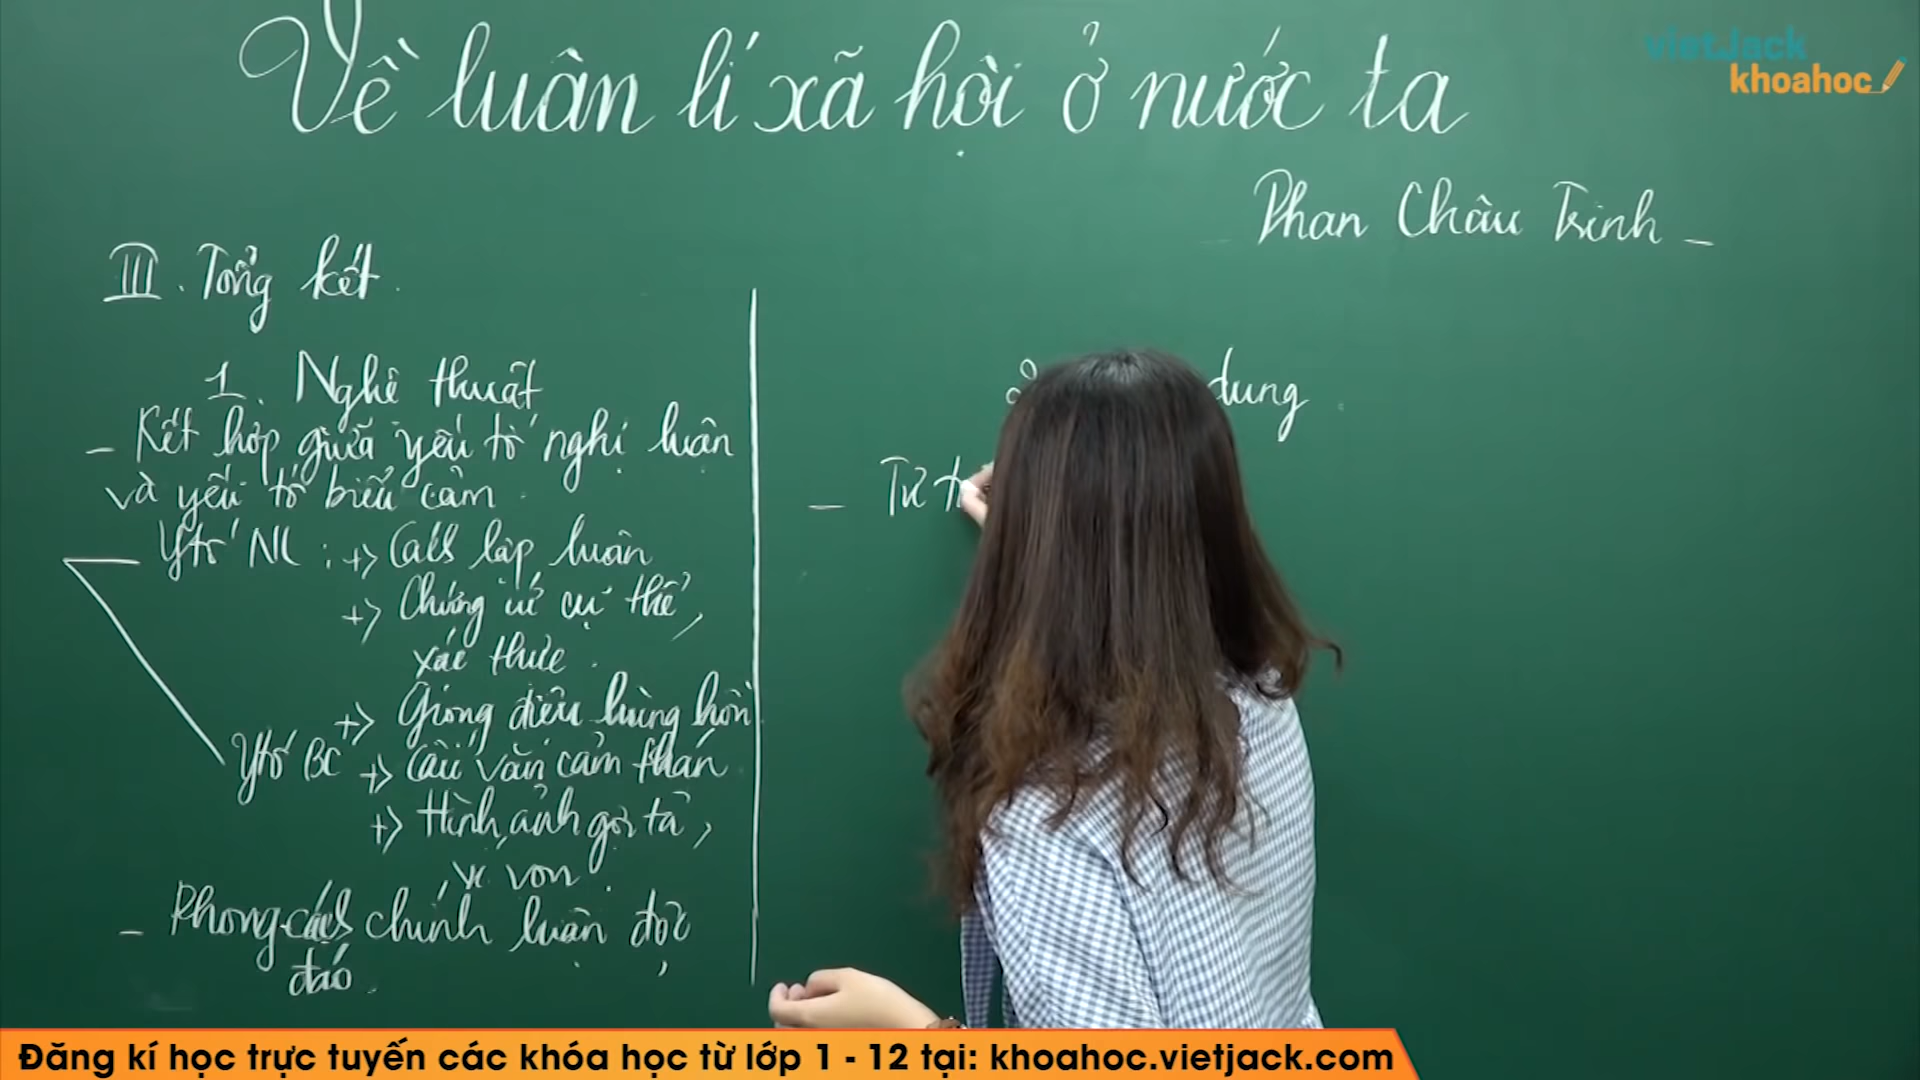 Về luân lí xã hội ở nước ta
vietJack
khoahoc
Phan Châu Trinh _
III. Tổng kết.
1. Nghệ thuật
_ Kết hợp giữa yếu tố nghị luận
và yếu tố biểu cảm.
Ytố NL : +> Cách lập luận
+> Chứng cứ cụ thể,
xác thực.
+> Giọng điệu hùng hồn
Ytố BC +> Câu văn cảm thán
+> Hình ảnh gợi tả,
ví von.
_ Phong cách chính luận độc
đáo.
dung
_ Tư t
Đăng kí học trực tuyến các khóa học từ lớp 1 - 12 tại: khoahoc.vietjack.com